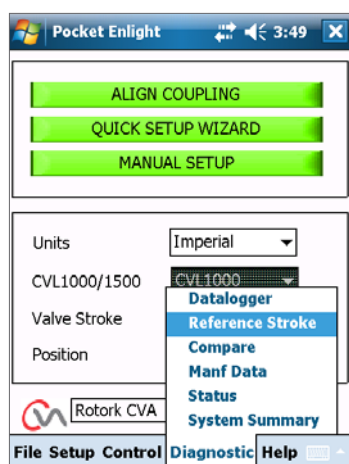 Pocket Enlight 3:49
ALIGN COUPLING
QUICK SETUP WIZARD
MANUAL SETUP
Units Imperial
CVL1000/1500 CVL1000
Valve Stroke
Position
Datalogger
Reference Stroke
Compare
Manf Data
Status
System Summary
Rotork CVA
File Setup Control Diagnostic Help